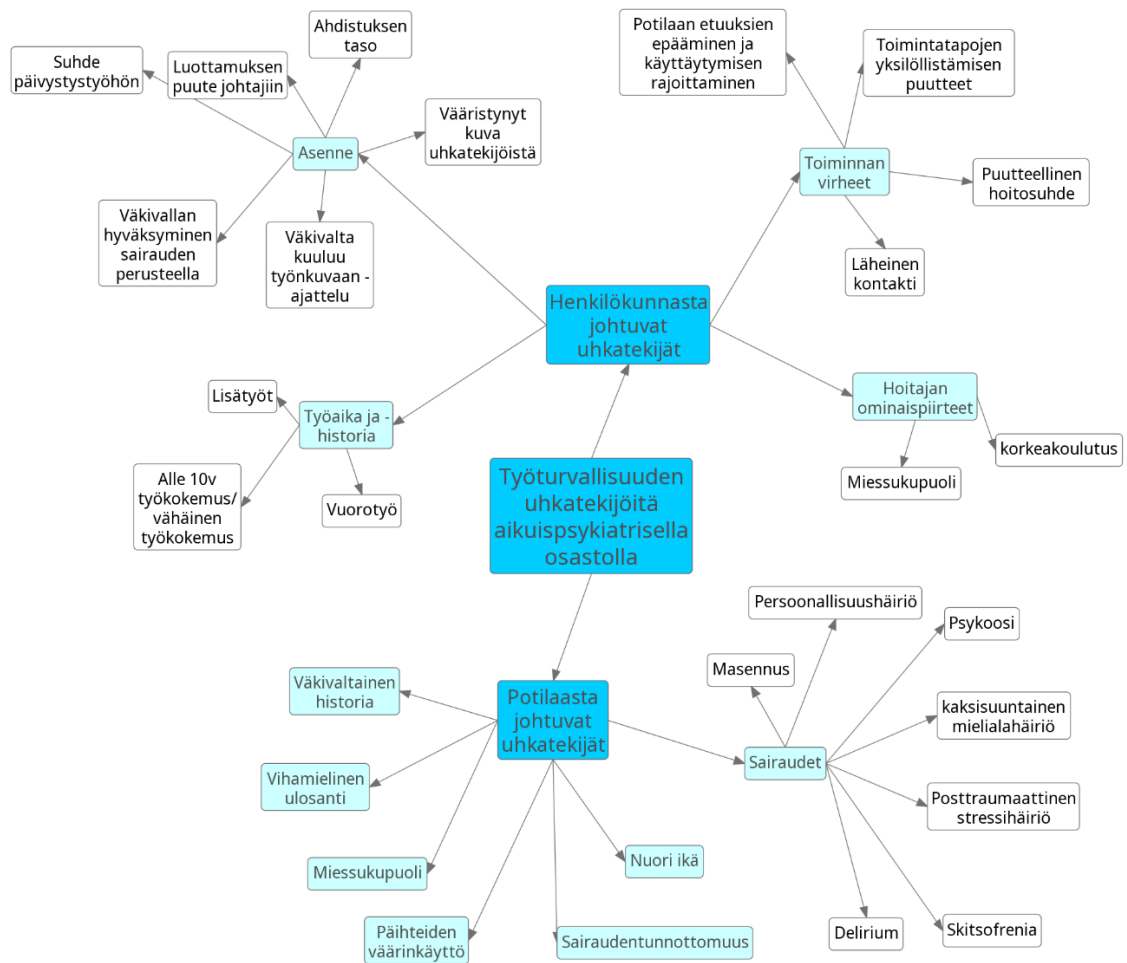 Ahdistuksen
taso
Suhde
päivystystyöhön
Luottamuksen
puute johtajiin
Vääristynyt
kuva
uhkatekijöistä
Asenne
Väkivallan
hyväksyminen
sairauden
perusteella
Väkivalta
kuuluu
työnkuvaan -
ajattelu
Potilaan etuuksien
epääminen ja
käyttäytymisen
rajoittaminen
Toimintatapojen
yksilöllistämisen
puutteet
Toiminnan
virheet
Puutteellinen
hoitosuhde
Läheinen
kontakti
Henkilökunnasta
johtuvat
uhkatekijät
Lisätyöt
Työaika ja -
historia
Alle 10v
työkokemus/
vähäinen
työkokemus
Vuorotyö
Hoitajan
ominaispiirteet
korkeakoulutus
Miessukupuoli
Työturvallisuuden
uhkatekijöitä
aikuispsykiatrisella
osastolla
Persoonallisuushäiriö
Psykoosi
Masennus
kaksisuuntainen
mielialahäiriö
Sairaudet
Posttraumaattinen
stressihäiriö
Delirium
Skitsofrenia
Potilaasta
johtuvat
uhkatekijät
Väkivaltainen
historia
Vihamielinen
ulosanti
Miessukupuoli
Nuori ikä
Päihteiden
väärinkäyttö
Sairaudentunnottomuus